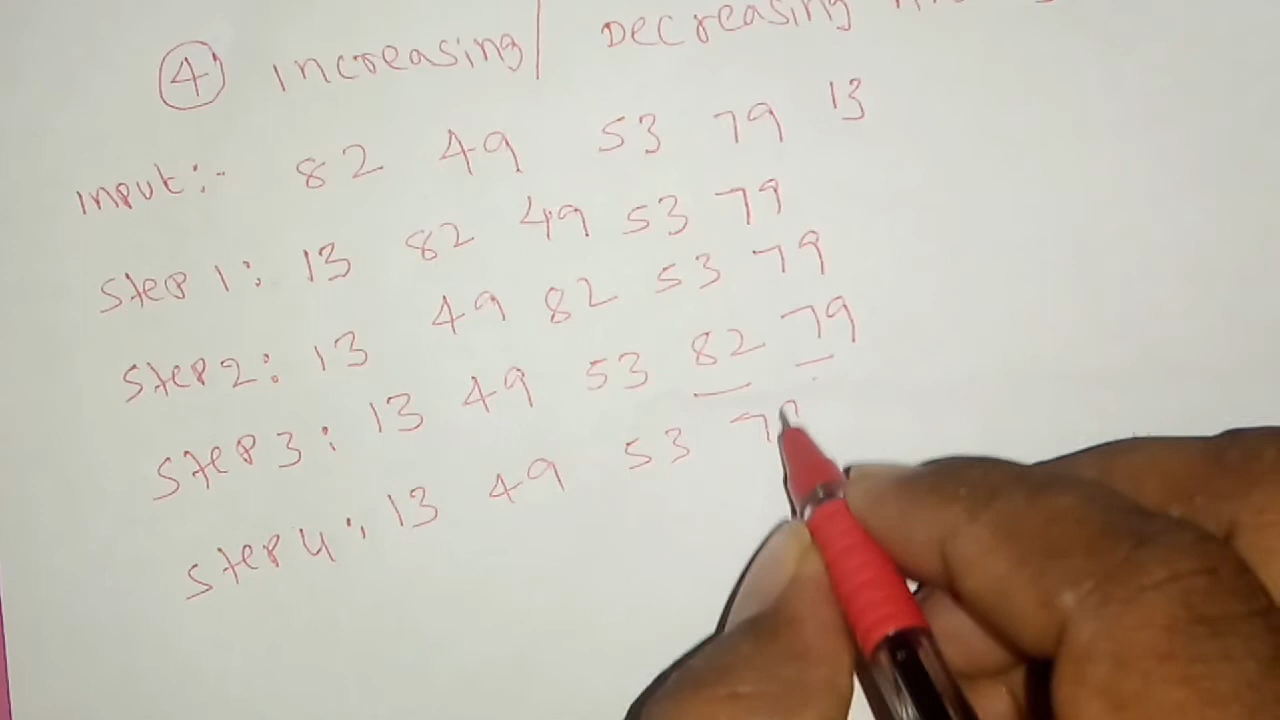 ④ Increasing/ Decreasing
Input:- 82 49 53 79 13
Step 1: 13 82 49 53 79
Step 2: 13 49 82 53 79
Step 3: 13 49 53 82 79
Step 4: 13 49 53 79